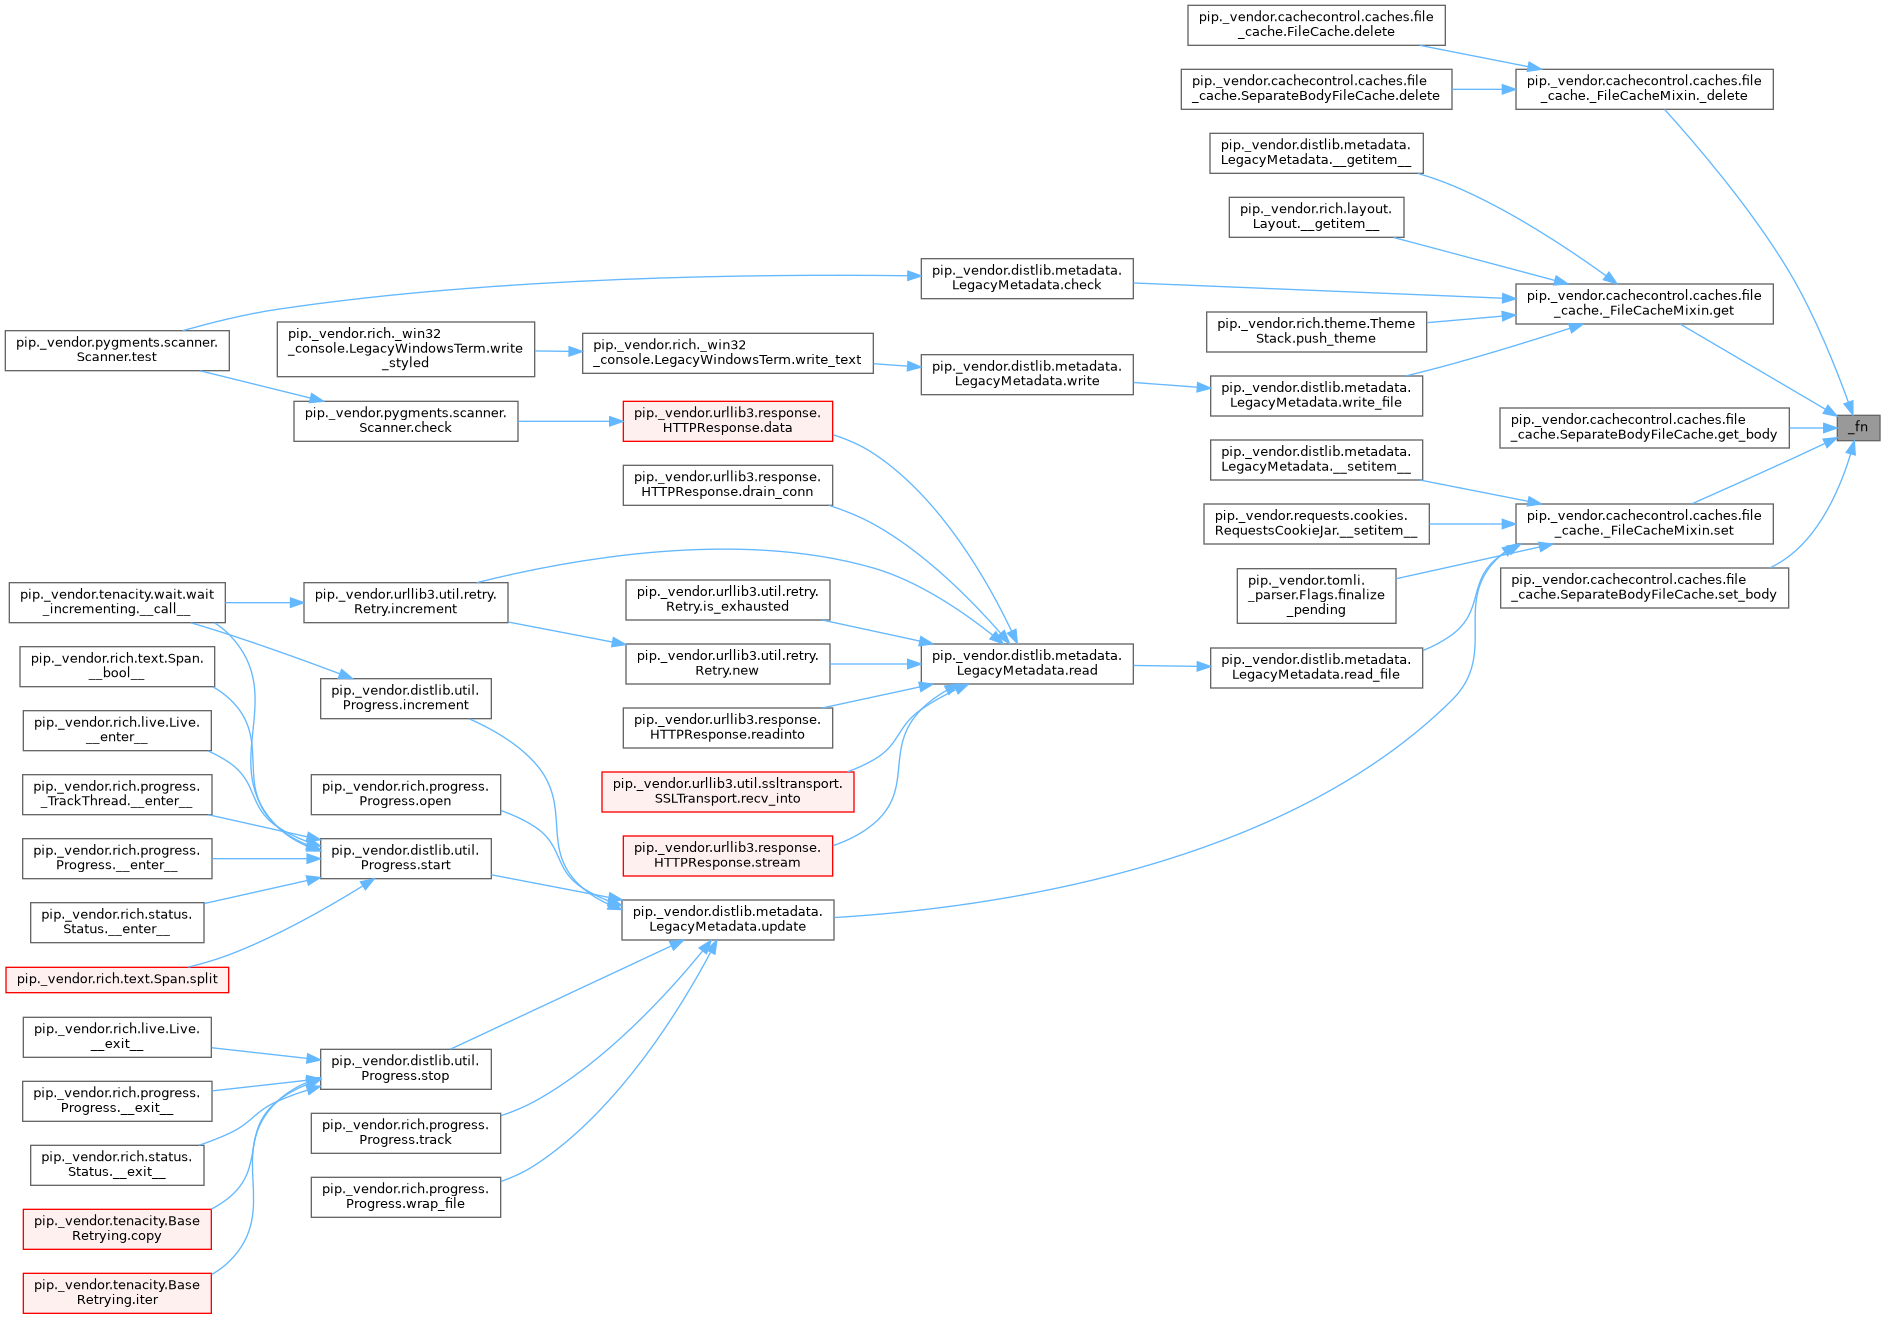 pip._vendor.cachecontrol.caches.file
_cache.FileCache.delete
pip._vendor.cachecontrol.caches.file
_cache.SeparateBodyFileCache.delete
pip._vendor.cachecontrol.caches.file
_cache._FileCacheMixin._delete
pip._vendor.distlib.metadata.
LegacyMetadata.__getitem__
pip._vendor.rich.layout.
Layout.__getitem__
pip._vendor.distlib.metadata.
LegacyMetadata.check
pip._vendor.cachecontrol.caches.file
_cache._FileCacheMixin.get
pip._vendor.rich.theme.Theme
Stack.push_theme
pip._vendor.pygments.scanner.
Scanner.test
pip._vendor.rich._win32
_console.LegacyWindowsTerm.write
_styled
pip._vendor.rich._win32
_console.LegacyWindowsTerm.write_text
pip._vendor.distlib.metadata.
LegacyMetadata.write
pip._vendor.distlib.metadata.
LegacyMetadata.write_file
pip._vendor.pygments.scanner.
Scanner.check
pip._vendor.urllib3.response.
HTTPResponse.data
pip._vendor.cachecontrol.caches.file
_cache.SeparateBodyFileCache.get_body
_fn
pip._vendor.distlib.metadata.
LegacyMetadata.__setitem__
pip._vendor.urllib3.response.
HTTPResponse.drain_conn
pip._vendor.requests.cookies.
RequestsCookieJar.__setitem__
pip._vendor.cachecontrol.caches.file
_cache._FileCacheMixin.set
pip._vendor.tomli.
_parser.Flags.finalize
_pending
pip._vendor.cachecontrol.caches.file
_cache.SeparateBodyFileCache.set_body
pip._vendor.tenacity.wait.wait
_incrementing.__call__
pip._vendor.urllib3.util.retry.
Retry.increment
pip._vendor.urllib3.util.retry.
Retry.is_exhausted
pip._vendor.urllib3.util.retry.
Retry.new
pip._vendor.distlib.metadata.
LegacyMetadata.read
pip._vendor.distlib.metadata.
LegacyMetadata.read_file
pip._vendor.rich.text.Span.
__bool__
pip._vendor.distlib.util.
Progress.increment
pip._vendor.urllib3.response.
HTTPResponse.readinto
pip._vendor.rich.live.Live.
__enter__
pip._vendor.rich.progress.
_TrackThread.__enter__
pip._vendor.rich.progress.
Progress.open
pip._vendor.urllib3.util.ssltransport.
SSLTransport.recv_into
pip._vendor.rich.progress.
Progress.__enter__
pip._vendor.distlib.util.
Progress.start
pip._vendor.urllib3.response.
HTTPResponse.stream
pip._vendor.rich.status.
Status.__enter__
pip._vendor.distlib.metadata.
LegacyMetadata.update
pip._vendor.rich.text.Span.split
pip._vendor.rich.live.Live.
__exit__
pip._vendor.distlib.util.
Progress.stop
pip._vendor.rich.progress.
Progress.__exit__
pip._vendor.rich.progress.
Progress.track
pip._vendor.rich.status.
Status.__exit__
pip._vendor.rich.progress.
Progress.wrap_file
pip._vendor.tenacity.Base
Retrying.copy
pip._vendor.tenacity.Base
Retrying.iter